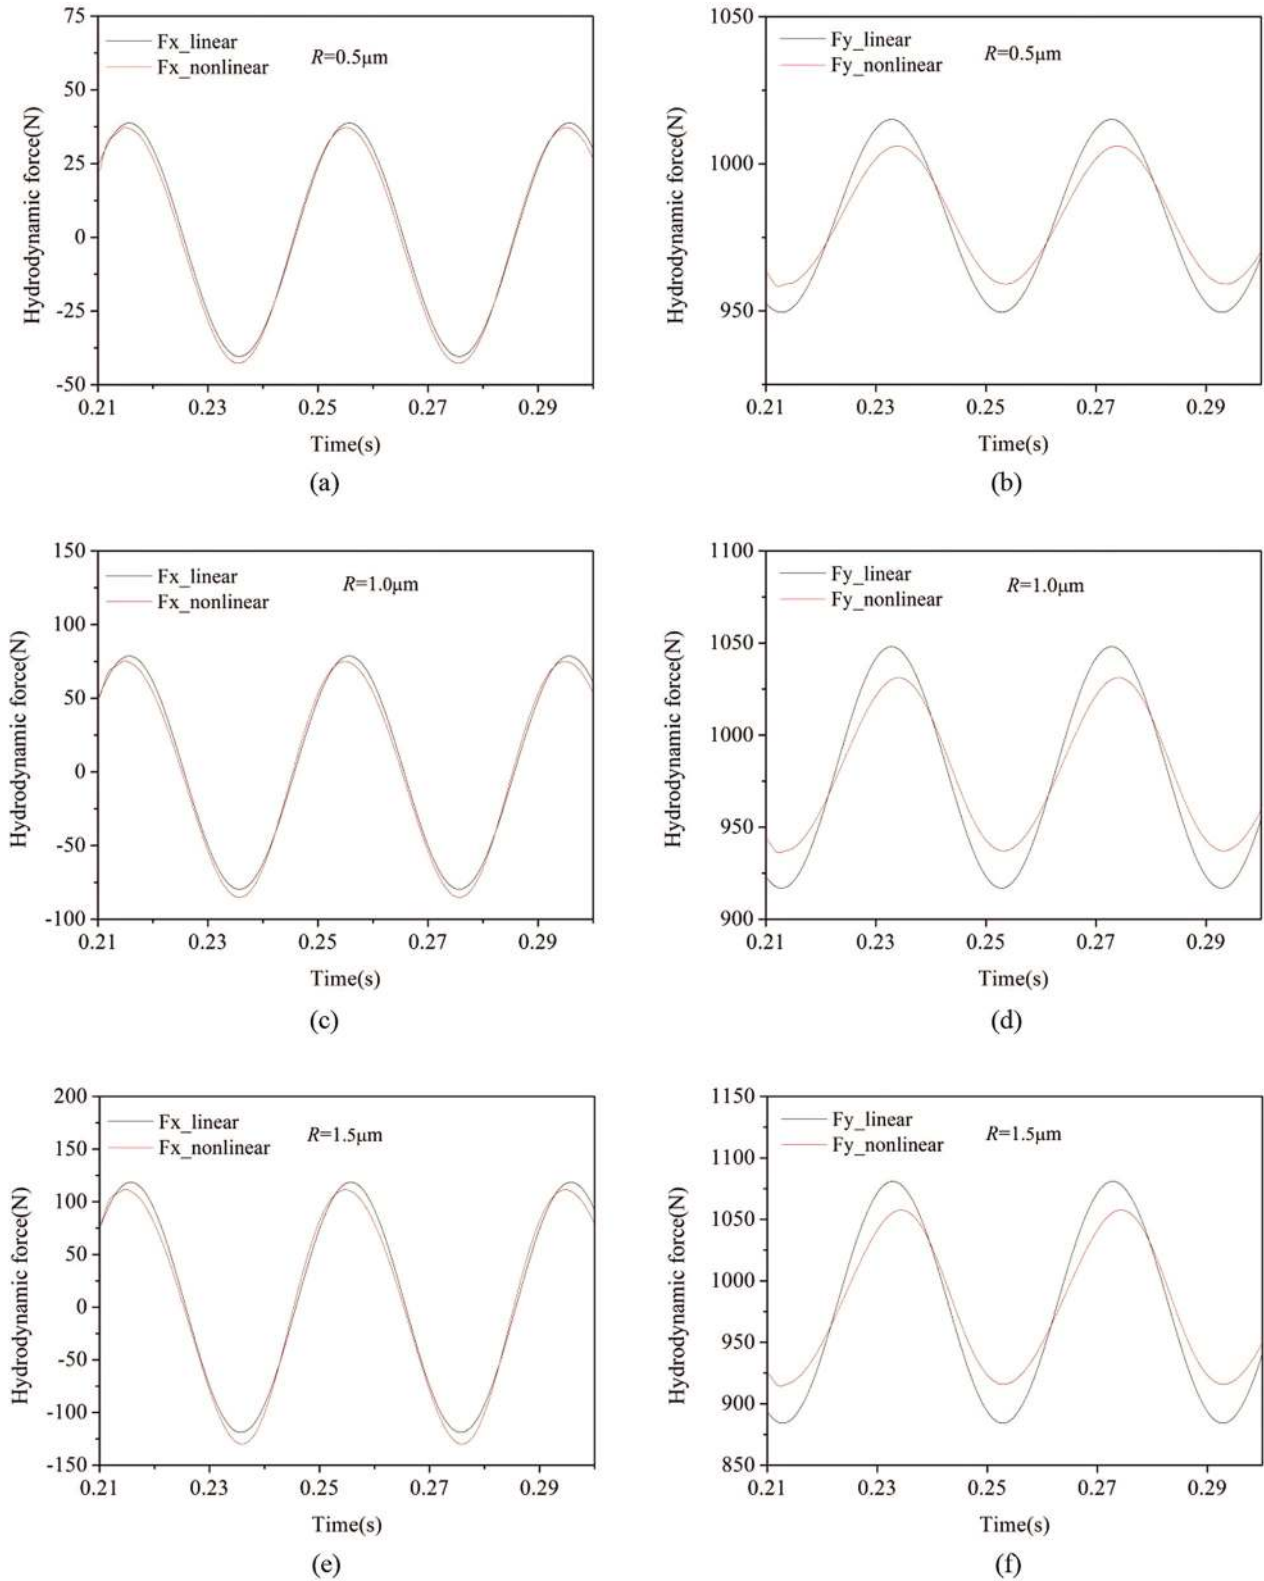 75
50
25
0
-25
-50
Fx_linear
Fx_nonlinear
R=0.5μm
Hydrodynamic force(N)
0.21 0.23 0.25 0.27 0.29
Time(s)
(a)
1050
1000
950
Fy_linear
Fy_nonlinear
R=0.5μm
Hydrodynamic force(N)
0.21 0.23 0.25 0.27 0.29
Time(s)
(b)
150
100
50
0
-50
-100
Fx_linear
Fx_nonlinear
R=1.0μm
Hydrodynamic force(N)
0.21 0.23 0.25 0.27 0.29
Time(s)
(c)
1100
1050
1000
950
900
Fy_linear
Fy_nonlinear
R=1.0μm
Hydrodynamic force(N)
0.21 0.23 0.25 0.27 0.29
Time(s)
(d)
200
150
100
50
0
-50
-100
-150
Fx_linear
Fx_nonlinear
R=1.5μm
Hydrodynamic force(N)
0.21 0.23 0.25 0.27 0.29
Time(s)
(e)
1150
1100
1050
1000
950
900
850
Fy_linear
Fy_nonlinear
R=1.5μm
Hydrodynamic force(N)
0.21 0.23 0.25 0.27 0.29
Time(s)
(f)